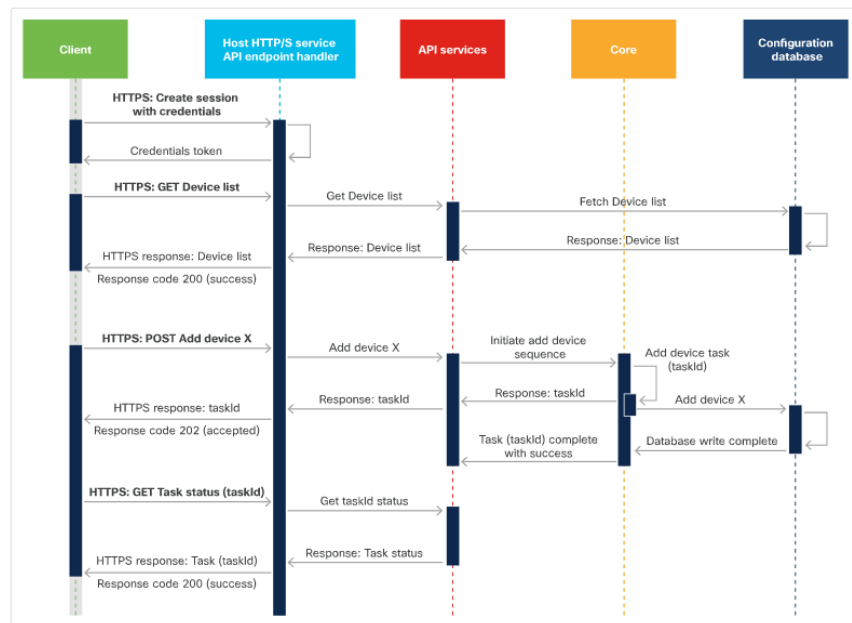 Client
Host HTTP/S service
API endpoint handler
API services
Core
Configuration
database
HTTPS: Create session
with credentials
Credentials token
HTTPS: GET Device list
Get Device list
Fetch Device list
Response: Device list
Response: Device list
HTTPS response: Device list
Response code 200 (success)
HTTPS: POST Add device X
Add device X
Initiate add device
sequence
Add device task
(taskId)
Response: taskId
Response: taskId
Add device X
HTTPS response: taskId
Response code 202 (accepted)
Task (taskId) complete
with success
Database write complete
HTTPS: GET Task status (taskId)
Get taskId status
Response: Task status
HTTPS response: Task (taskId)
Response code 200 (success)